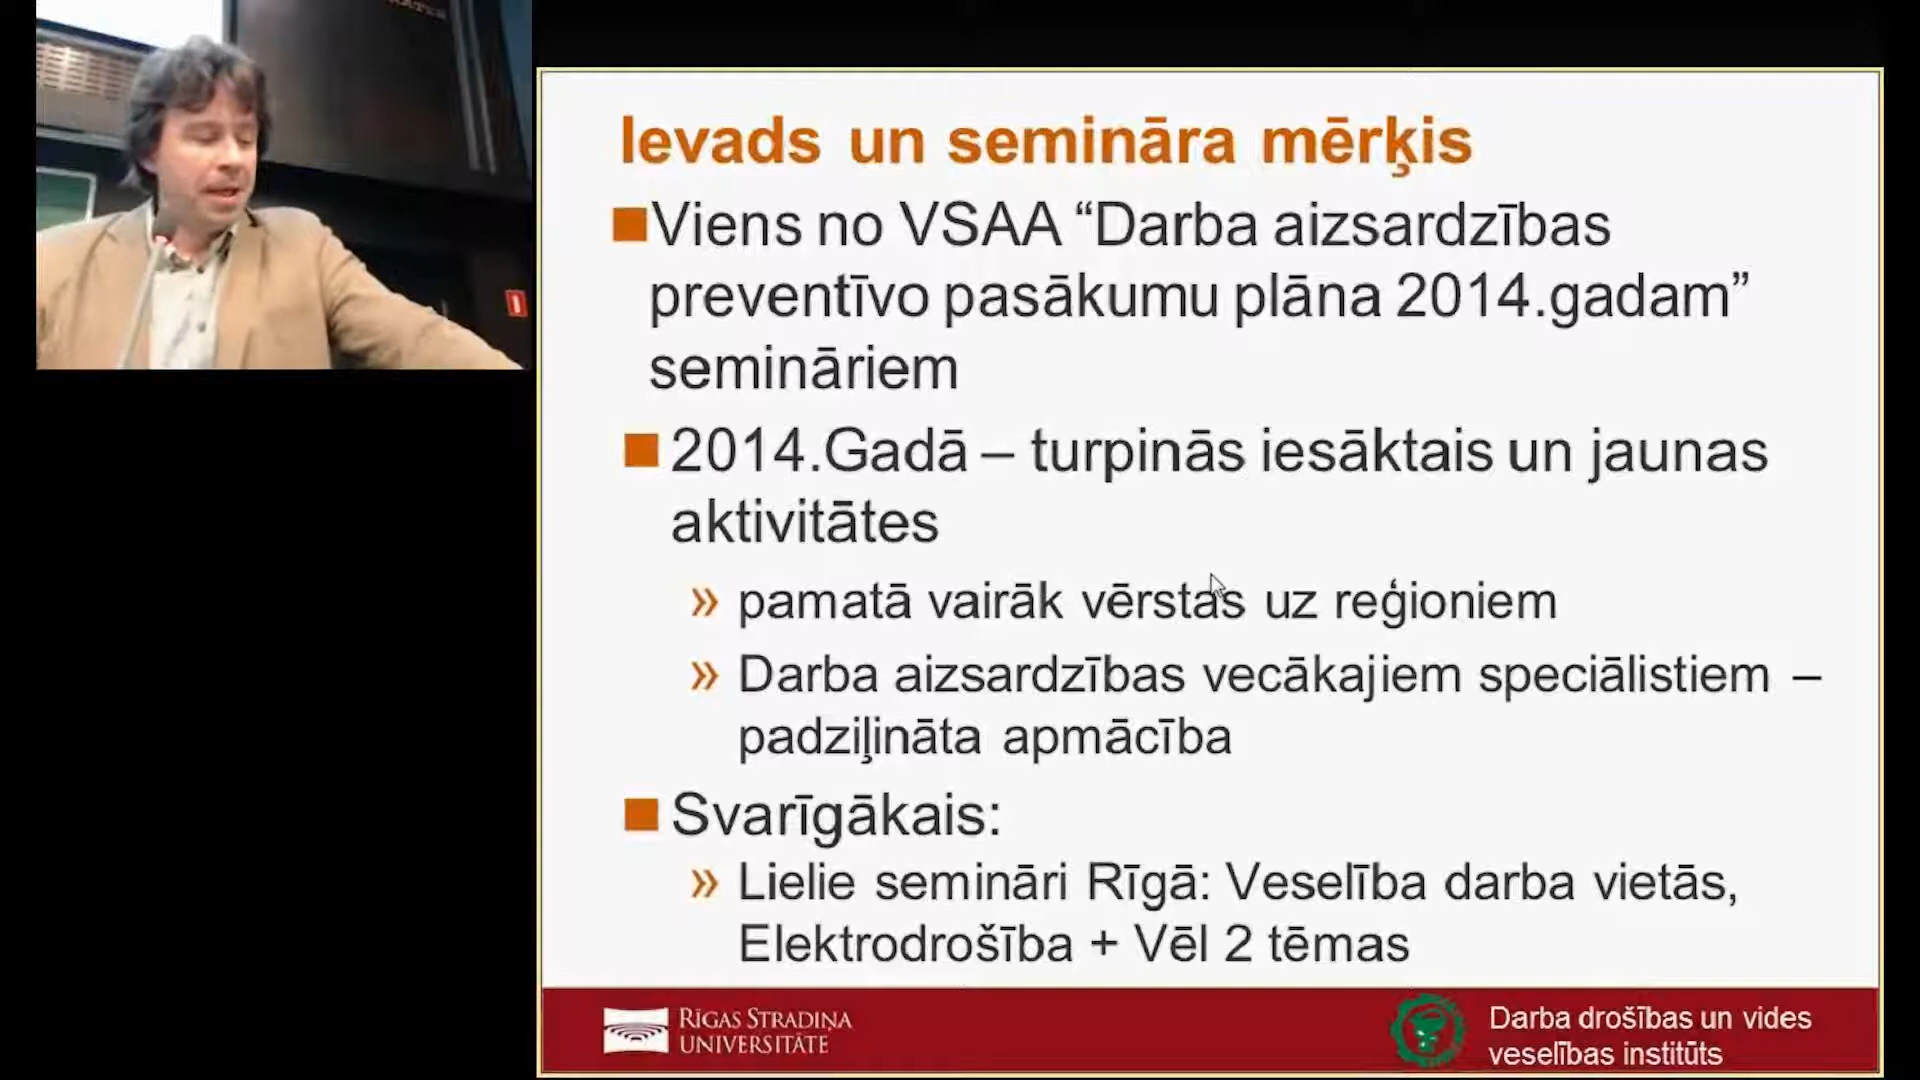 Ievads un semināra mērķis
Viens no VSAA “Darba aizsardzības
preventīvo pasākumu plāna 2014.gadam”
semināriem
2014.Gadā – turpinās iesāktais un jaunas
aktivitātes
» pamatā vairāk vērstas uz reģioniem
» Darba aizsardzības vecākajiem speciālistiem –
padziļināta apmācība
Svarīgākais:
» Lielie semināri Rīgā: Veselība darba vietās,
Elektrodrošība + Vēl 2 tēmas
RĪGAS STRADIŅA
UNIVERSITĀTE
Darba drošības un vides
veselības institūts